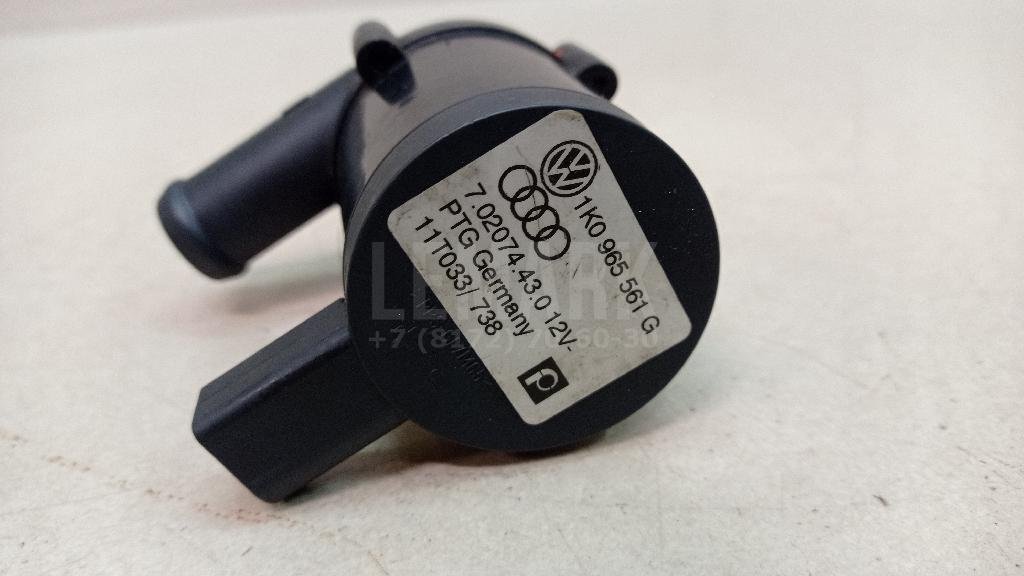 1K0 965 561 G
7.02074.43.0 12V-
PTG Germany
11T033/ 738